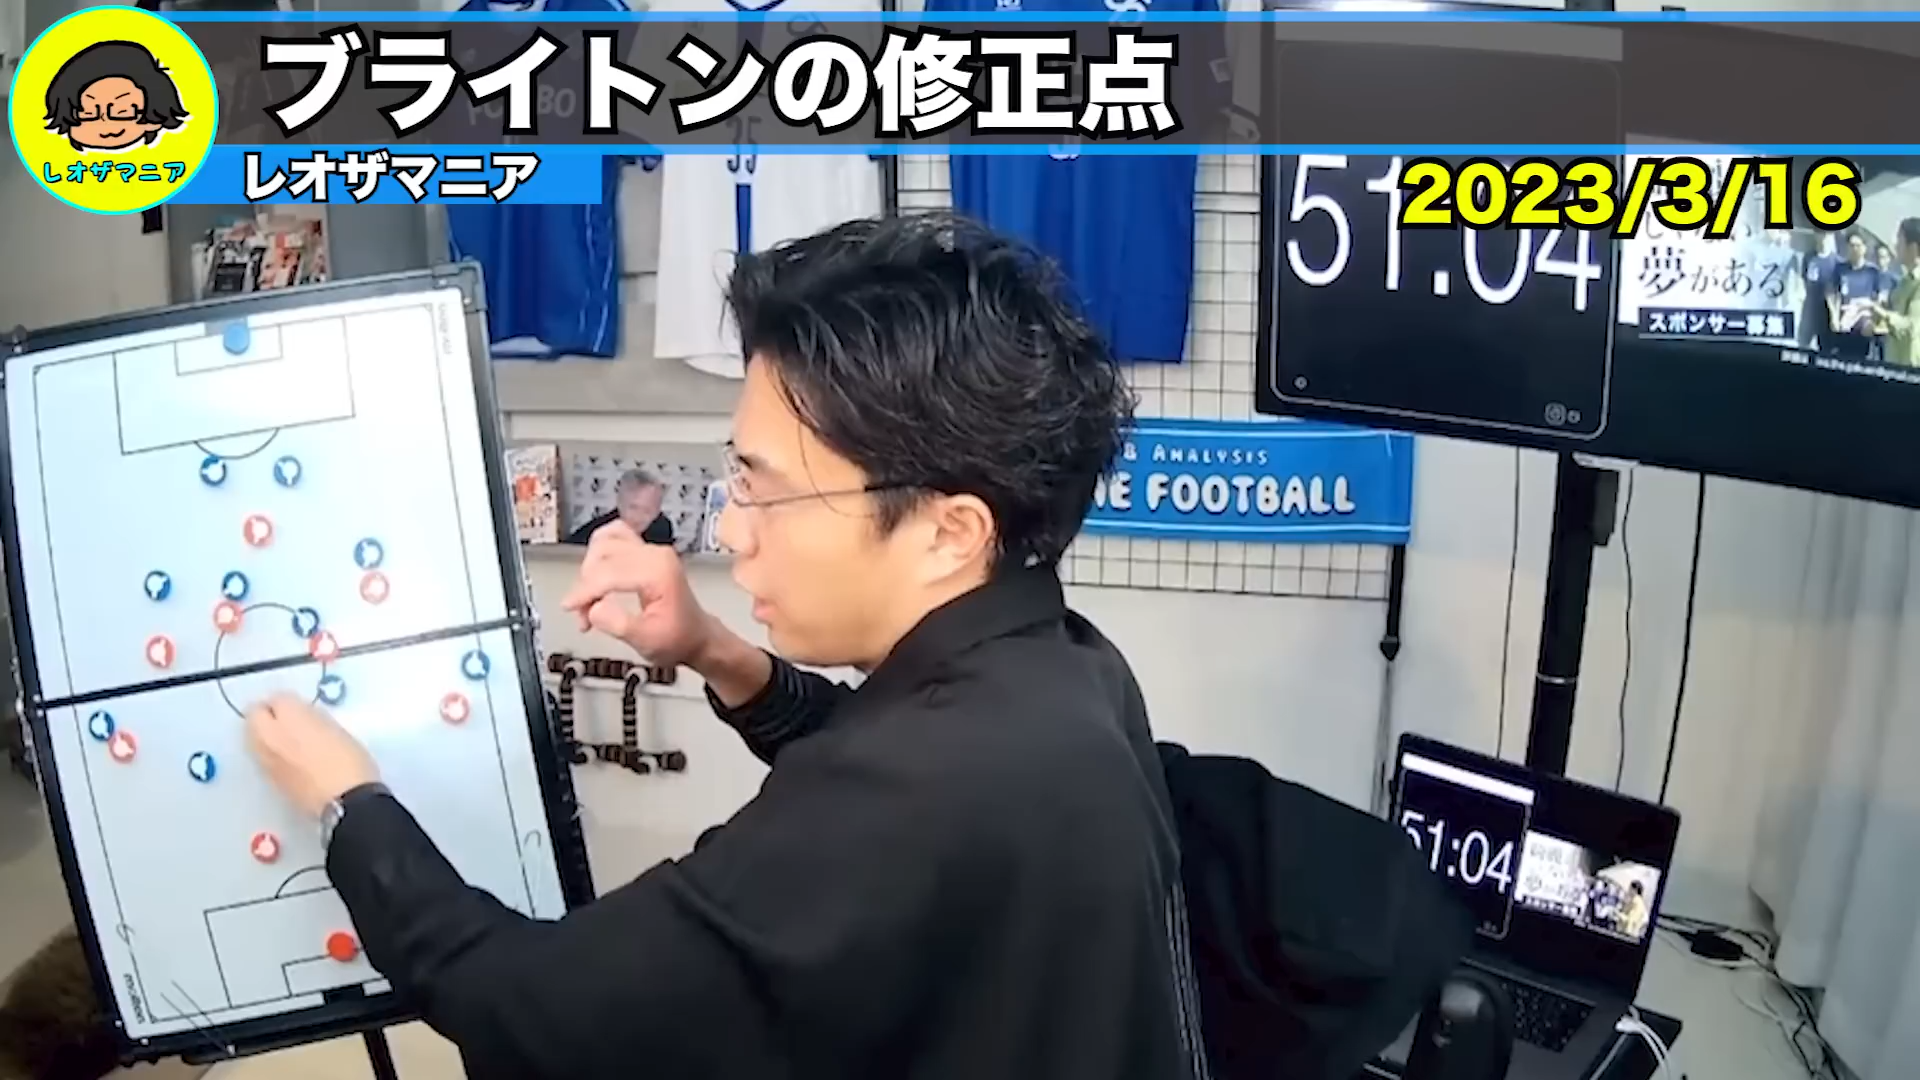 ブライトンの修正点
レオザマニア
レオザマニア
2023/3/16
51:04
夢がある
スポンサー募集
& ANALYSIS
NE FOOTBALL
51:04
molten